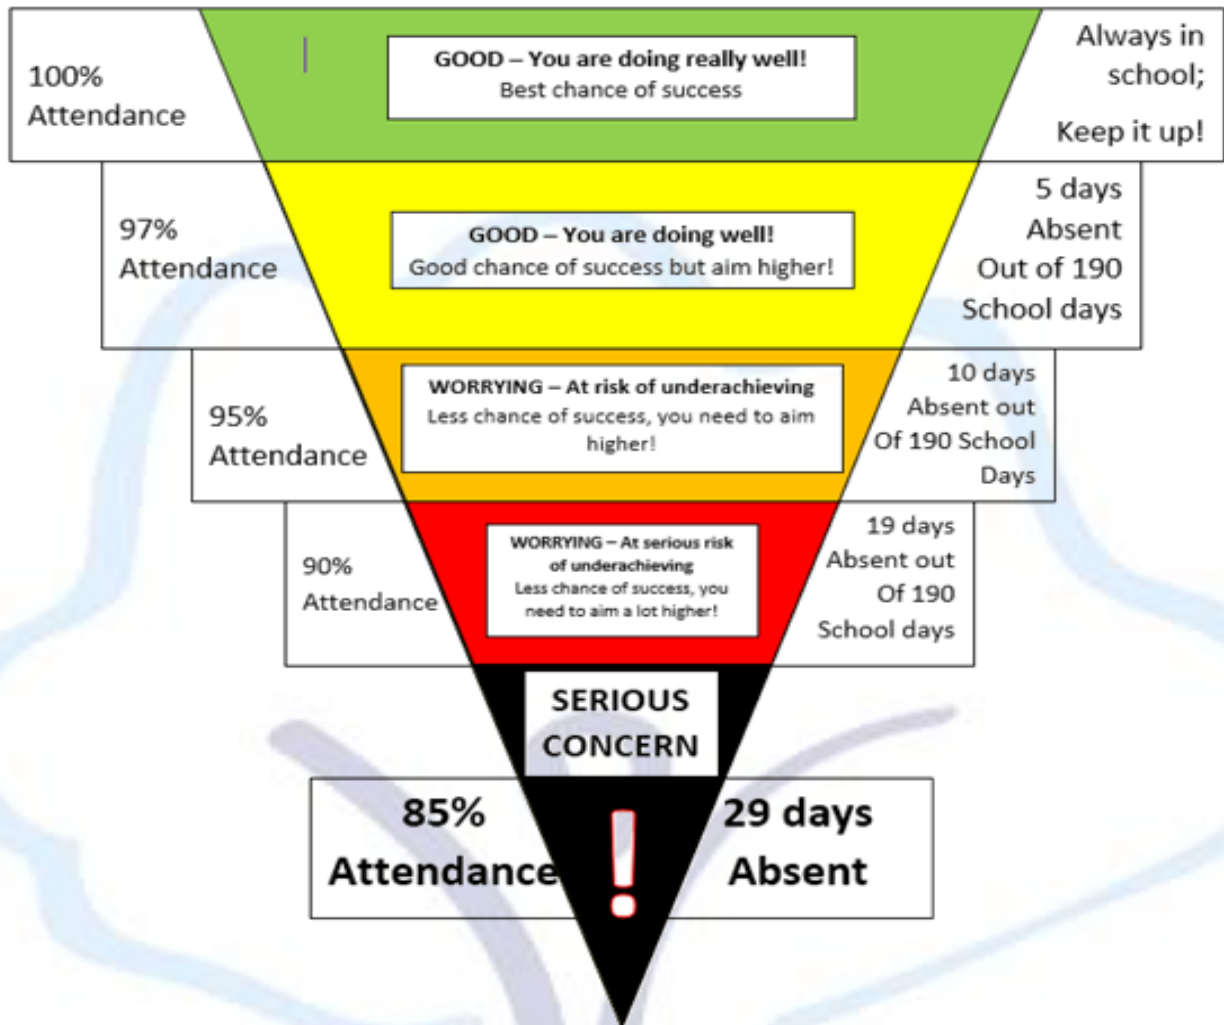 100%
Attendance
GOOD – You are doing really well!
Best chance of success
Always in
school;
Keep it up!
97%
Attendance
GOOD – You are doing well!
Good chance of success but aim higher!
5 days
Absent
Out of 190
School days
95%
Attendance
WORRYING – At risk of underachieving
Less chance of success, you need to aim
higher!
10 days
Absent out
Of 190 School
Days
90%
Attendance
WORRYING – At serious risk
of underachieving
Less chance of success, you
need to aim a lot higher!
19 days
Absent out
Of 190
School days
SERIOUS
CONCERN
85%
Attendance
!
29 days
Absent